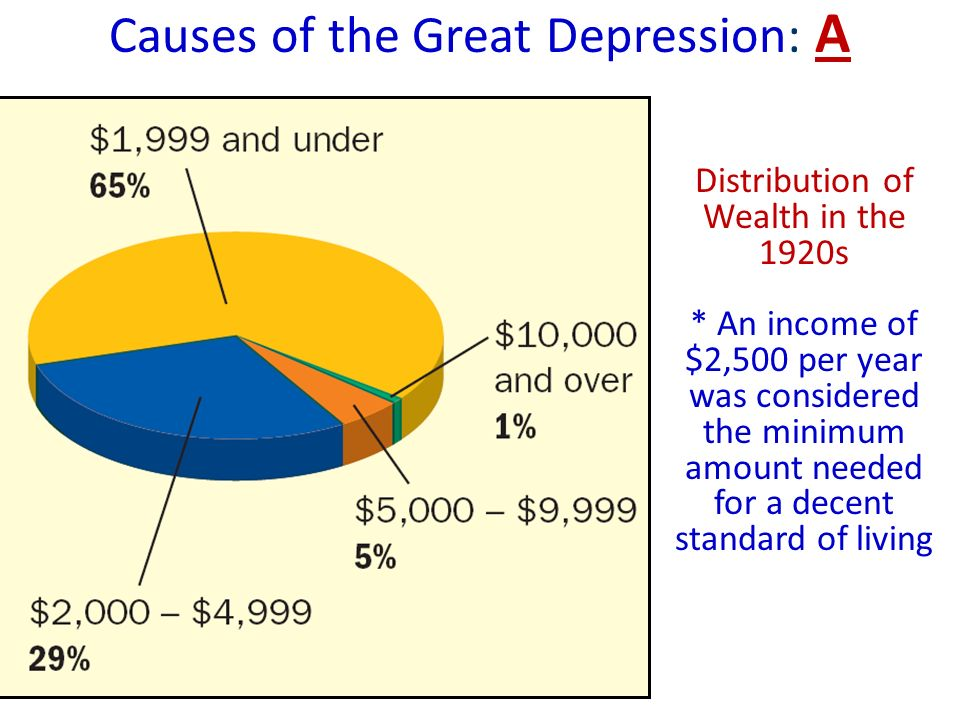 Causes of the Great Depression: A
$1,999 and under
65%
$10,000
and over
1%
$5,000 – $9,999
5%
$2,000 – $4,999
29%
Distribution of
Wealth in the
1920s
* An income of
$2,500 per year
was considered
the minimum
amount needed
for a decent
standard of living